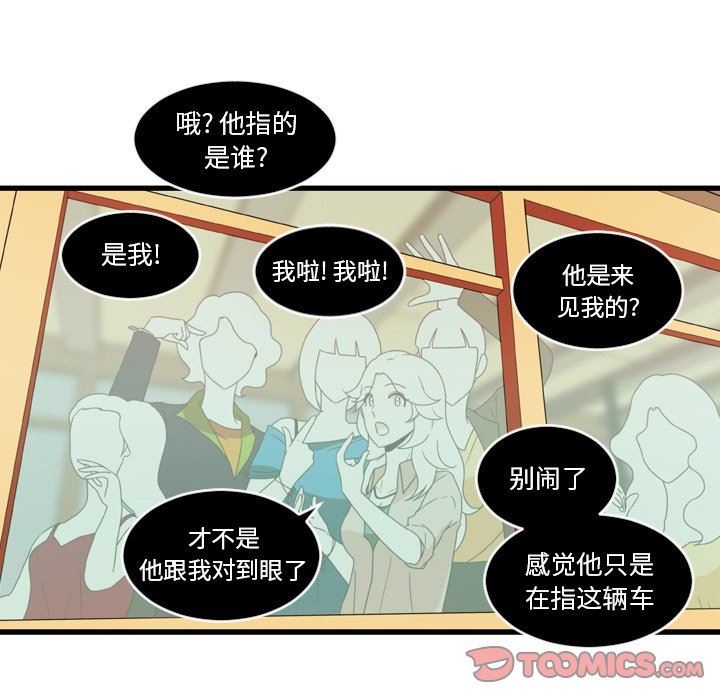 哦? 他指的
是谁?
是我!
我啦! 我啦!
他是来
见我的?
别闹了
才不是
他跟我对到眼了
感觉他只是
在指这辆车
TOOMICS.COM